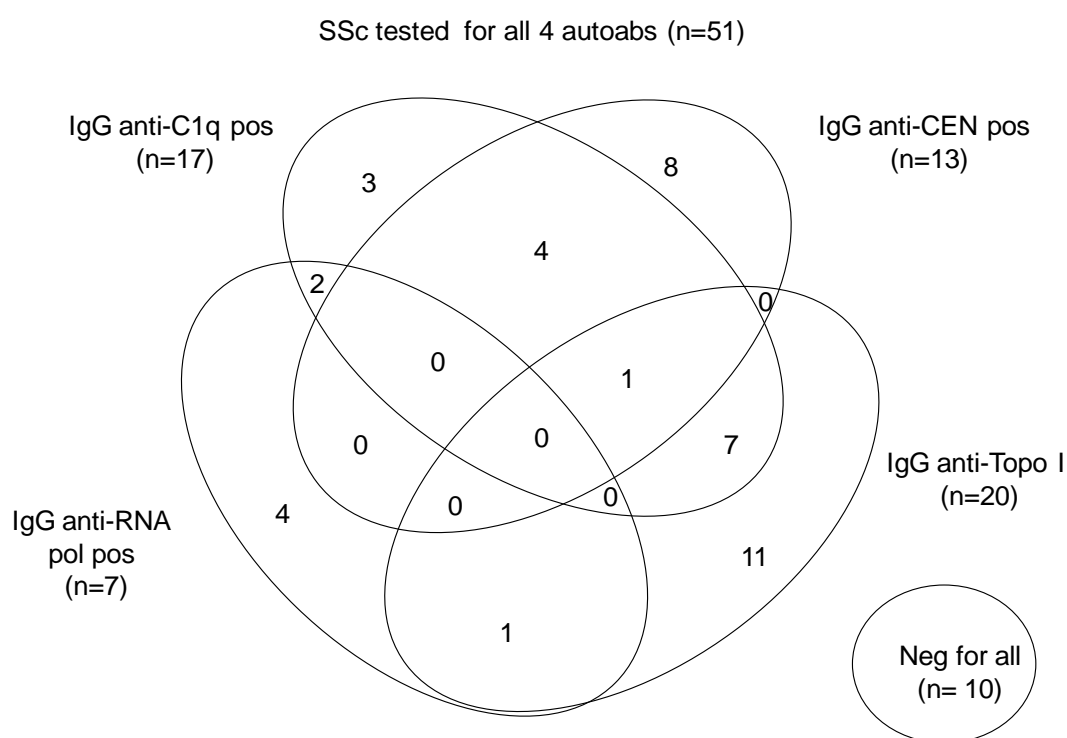 SSc tested for all 4 autoabs (n=51)
IgG anti-C1q pos
(n=17)
IgG anti-CEN pos
(n=13)
3
8
4
2
0
0
1
0
0
7
0
0
4
11
1
IgG anti-Topo I
(n=20)
IgG anti-RNA
pol pos
(n=7)
Neg for all
(n= 10)